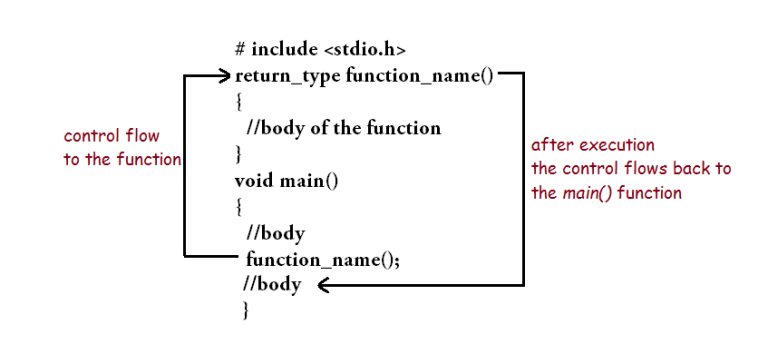 # include <stdio.h>
return_type function_name()
{
//body of the function
}
void main()
{
//body
function_name();
//body
}
control flow
to the function
after execution
the control flows back to
the main() function